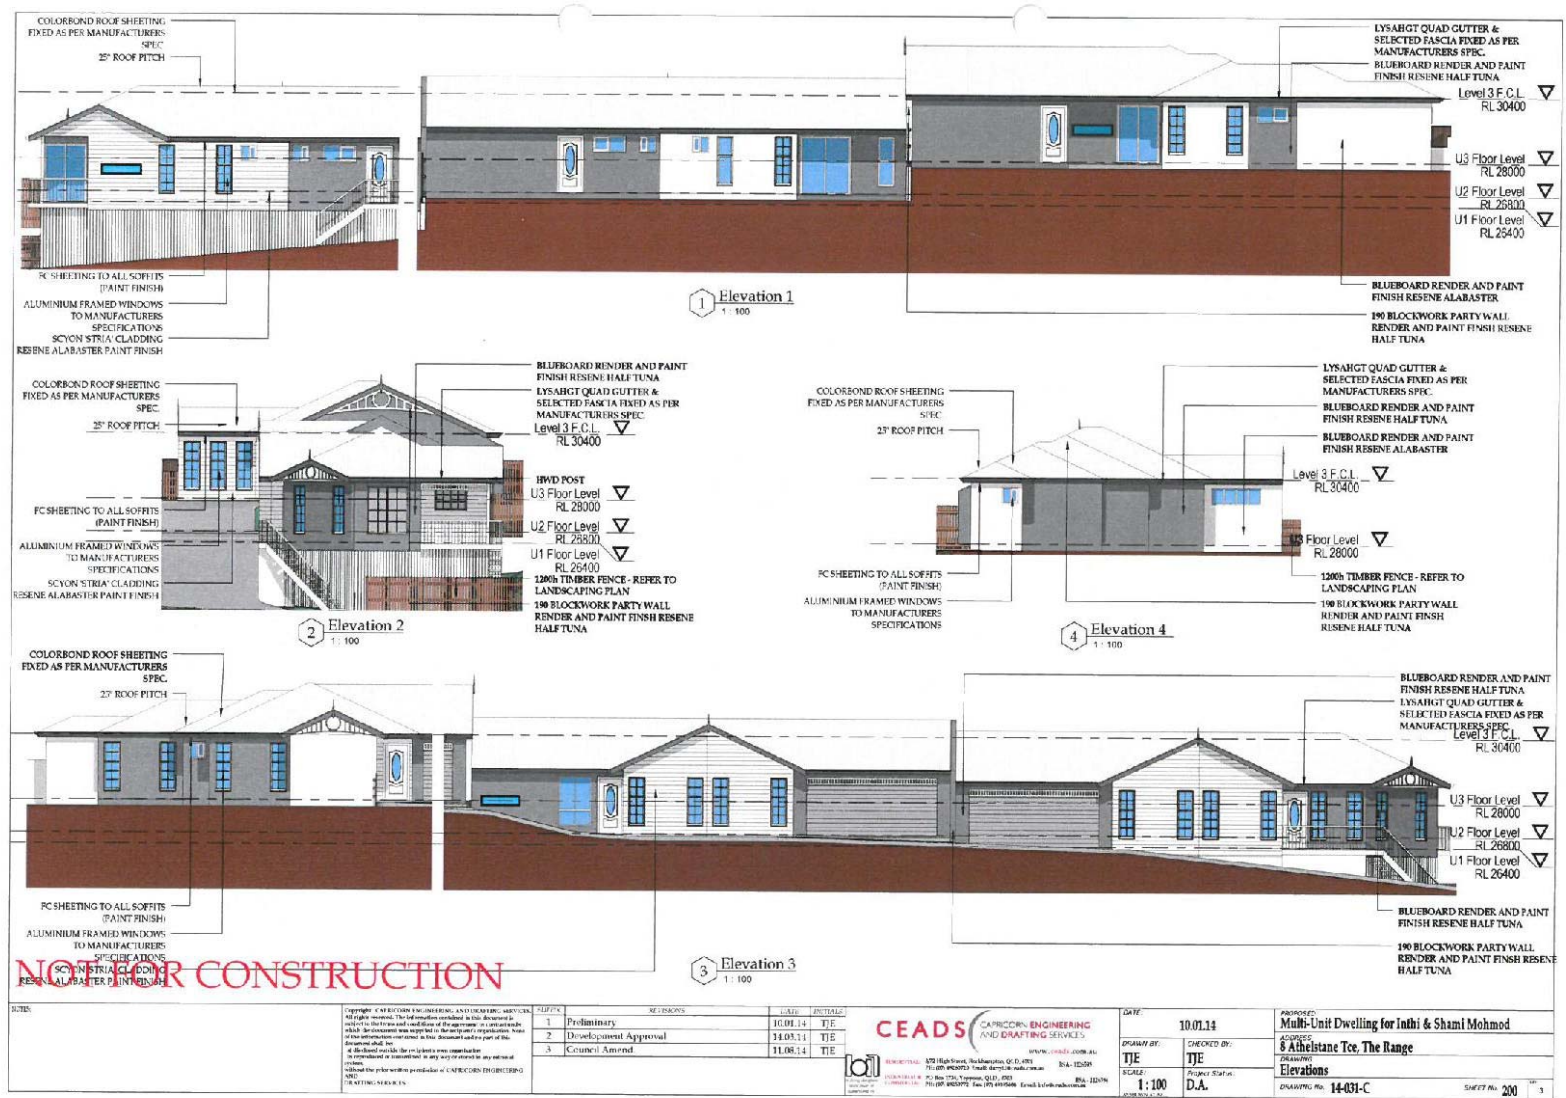 COLORBOND ROOF SHEETING
FIXED AS PER MANUFACTURERS
SPEC
25° ROOF PITCH
FC SHEETING TO ALL SOFFITS
(PAINT FINISH)
ALUMINIUM FRAMED WINDOWS
TO MANUFACTURERS
SPECIFICATIONS
SCYON 'STRIA' CLADDING
RESENE ALABASTER PAINT FINISH
LYSAHGT QUAD GUTTER &
SELECTED FASCIA FIXED AS PER
MANUFACTURERS SPEC.
BLUEBOARD RENDER AND PAINT
FINISH RESENE HALF TUNA
Level 3 F.C.L.
RL 30400
U3 Floor Level
RL 28000
U2 Floor Level
RL 26800
U1 Floor Level
RL 26400
BLUEBOARD RENDER AND PAINT
FINISH RESENE ALABASTER
190 BLOCKWORK PARTY WALL
RENDER AND PAINT FINSH RESENE
HALF TUNA
1 Elevation 1
1 : 100
COLORBOND ROOF SHEETING
FIXED AS PER MANUFACTURERS
SPEC.
25° ROOF PITCH
FC SHEETING TO ALL SOFFITS
(PAINT FINISH)
ALUMINIUM FRAMED WINDOWS
TO MANUFACTURERS
SPECIFICATIONS
SCYON 'STRIA' CLADDING
RESENE ALABASTER PAINT FINISH
BLUEBOARD RENDER AND PAINT
FINISH RESENE HALF TUNA
LYSAHGT QUAD GUTTER &
SELECTED FASCIA FIXED AS PER
MANUFACTURERS SPEC.
Level 3 F.C.L.
RL 30400
HWD POST
U3 Floor Level
RL 28000
U2 Floor Level
RL 26800
U1 Floor Level
RL 26400
1200h TIMBER FENCE - REFER TO
LANDSCAPING PLAN
190 BLOCKWORK PARTY WALL
RENDER AND PAINT FINSH RESENE
HALF TUNA
2 Elevation 2
1 : 100
COLORBOND ROOF SHEETING
FIXED AS PER MANUFACTURERS
SPEC
25° ROOF PITCH
FC SHEETING TO ALL SOFFITS
(PAINT FINISH)
ALUMINIUM FRAMED WINDOWS
TO MANUFACTURERS
SPECIFICATIONS
LYSAHGT QUAD GUTTER &
SELECTED FASCIA FIXED AS PER
MANUFACTURERS SPEC.
BLUEBOARD RENDER AND PAINT
FINISH RESENE HALF TUNA
BLUEBOARD RENDER AND PAINT
FINISH RESENE ALABASTER
Level 3 F.C.L.
RL 30400
U3 Floor Level
RL 28000
1200h TIMBER FENCE - REFER TO
LANDSCAPING PLAN
190 BLOCKWORK PARTY WALL
RENDER AND PAINT FINSH
RESENE HALF TUNA
4 Elevation 4
1 : 100
COLORBOND ROOF SHEETING
FIXED AS PER MANUFACTURERS
SPEC.
25° ROOF PITCH
FC SHEETING TO ALL SOFFITS
(PAINT FINISH)
ALUMINIUM FRAMED WINDOWS
TO MANUFACTURERS
SPECIFICATIONS
SCYON 'STRIA' CLADDING
RESENE ALABASTER PAINT FINISH
BLUEBOARD RENDER AND PAINT
FINISH RESENE HALF TUNA
LYSAHGT QUAD GUTTER &
SELECTED FASCIA FIXED AS PER
MANUFACTURERS SPEC
Level 3 F.C.L.
RL 30400
U3 Floor Level
RL 28000
U2 Floor Level
RL 26800
U1 Floor Level
RL 26400
BLUEBOARD RENDER AND PAINT
FINISH RESENE HALF TUNA
190 BLOCKWORK PARTY WALL
RENDER AND PAINT FINSH RESENE
HALF TUNA
3 Elevation 3
1 : 100
NOT FOR CONSTRUCTION
NOTES:
Copyright CAPRICORN ENGINEERING AND DRAFTING SERVICES.
REVISIONS DATE INITIALS
1 Preliminary 10.01.14 TJE
2 Development Approval 14.03.14 TJE
3 Council Amend 11.08.14 TJE
CEADS
CAPRICORN ENGINEERING
AND DRAFTING SERVICES
DATE:
10.01.14
DRAWN BY:
TJE
CHECKED BY:
TJE
SCALE:
1 : 100
Project Status:
D.A.
PROPOSED
Multi-Unit Dwelling for Inthi & Shami Mohmod
ADDRESS
8 Athelstane Tce, The Range
DRAWING
Elevations
DRAWING No. 14-031-C
SHEET No. 200
3